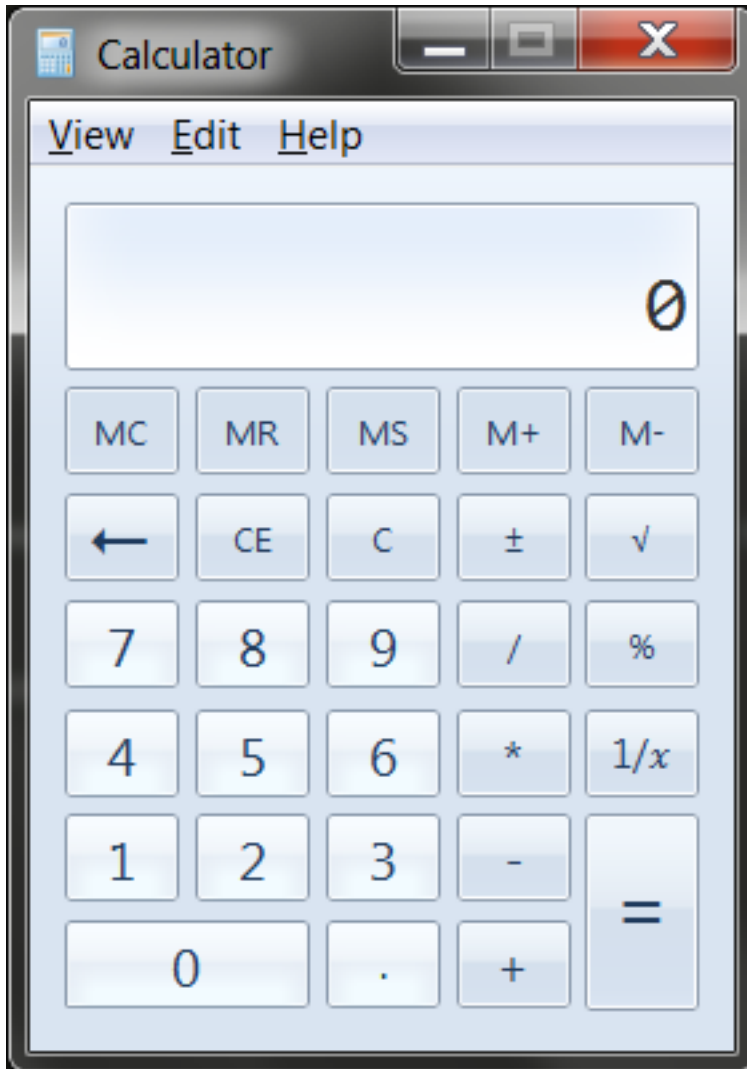 Calculator
View Edit Help
0
MC MR MS M+ M-
← CE C ± √
7 8 9 / %
4 5 6 * 1/x
1 2 3 - =
0 . +